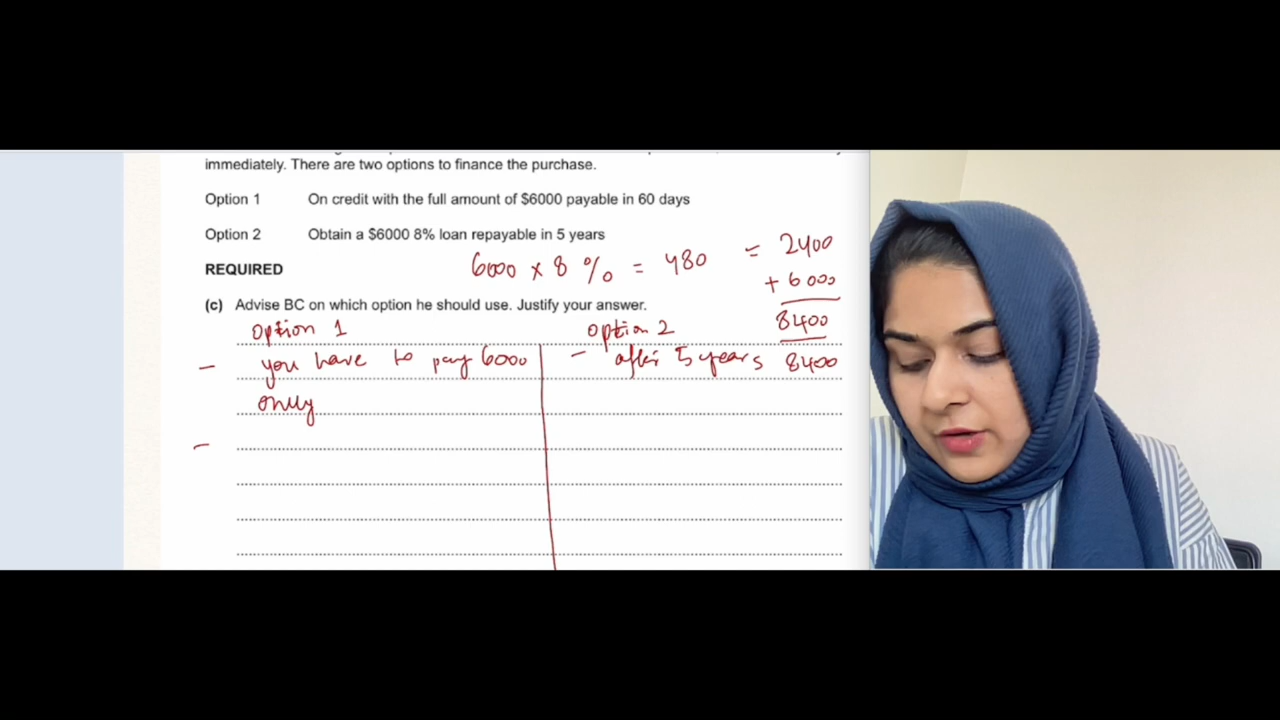 immediately. There are two options to finance the purchase.
Option 1 On credit with the full amount of $6000 payable in 60 days
Option 2 Obtain a $6000 8% loan repayable in 5 years
6000 x 8 % = 480 = 2400
+ 6000
8400
REQUIRED
(c) Advise BC on which option he should use. Justify your answer.
Option 1
- you have to pay 6000
only
-
option 2
- after 5 years 8400